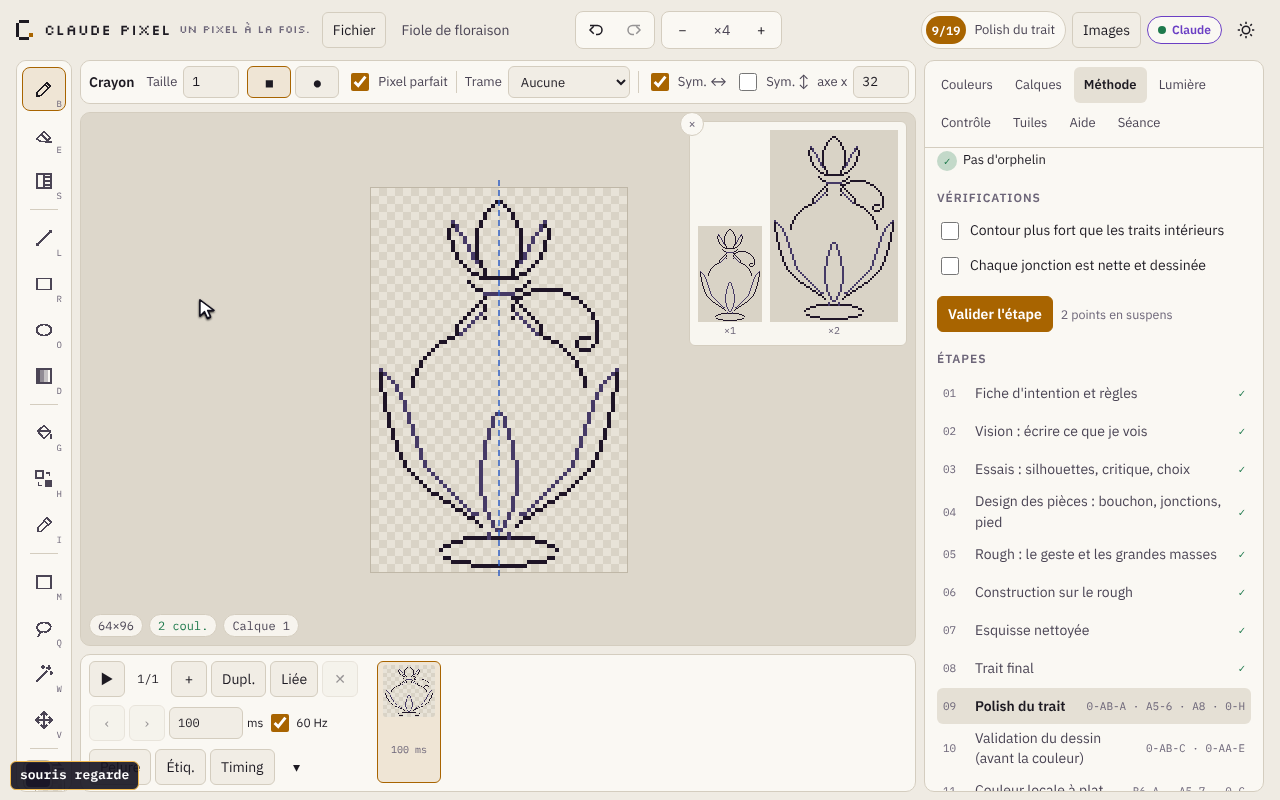 CLAUDE PIXEL UN PIXEL À LA FOIS.
Fichier
Fiole de floraison
− ×4 +
9/19 Polish du trait
Images
Claude
Crayon Taille 1
Pixel parfait
Trame Aucune
Sym. ↔
Sym. ↕
axe x 32
B
E
S
L
R
O
D
G
H
I
M
Q
W
V
×
×1
×2
64×96
2 coul.
Calque 1
1/1
+
Dupl.
Liée
×
‹ › 100 ms
60 Hz
Étiq.
Timing
▼
100 ms
souris regarde
Couleurs
Calques
Méthode
Lumière
Contrôle
Tuiles
Aide
Séance
✓ Pas d'orphelin
VÉRIFICATIONS
Contour plus fort que les traits intérieurs
Chaque jonction est nette et dessinée
Valider l'étape
2 points en suspens
ÉTAPES
01 Fiche d'intention et règles ✓
02 Vision : écrire ce que je vois ✓
03 Essais : silhouettes, critique, choix ✓
04 Design des pièces : bouchon, jonctions,
pied ✓
05 Rough : le geste et les grandes masses ✓
06 Construction sur le rough ✓
07 Esquisse nettoyée ✓
08 Trait final ✓
09 Polish du trait 0-AB-A · A5-6 · A8 · 0-H
10 Validation du dessin
(avant la couleur) 0-AB-C · 0-AA-E
11 Couleur locale à plat